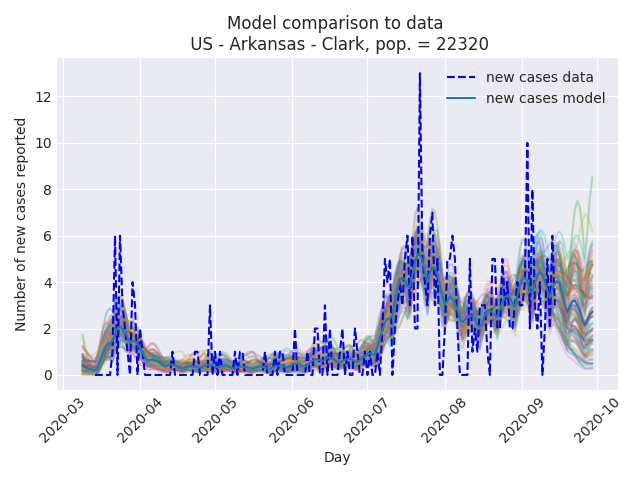 Model comparison to data
US - Arkansas - Clark, pop. = 22320
new cases data
new cases model
Number of new cases reported
12
10
8
6
4
2
0
2020-03
2020-04
2020-05
2020-06
2020-07
2020-08
2020-09
2020-10
Day